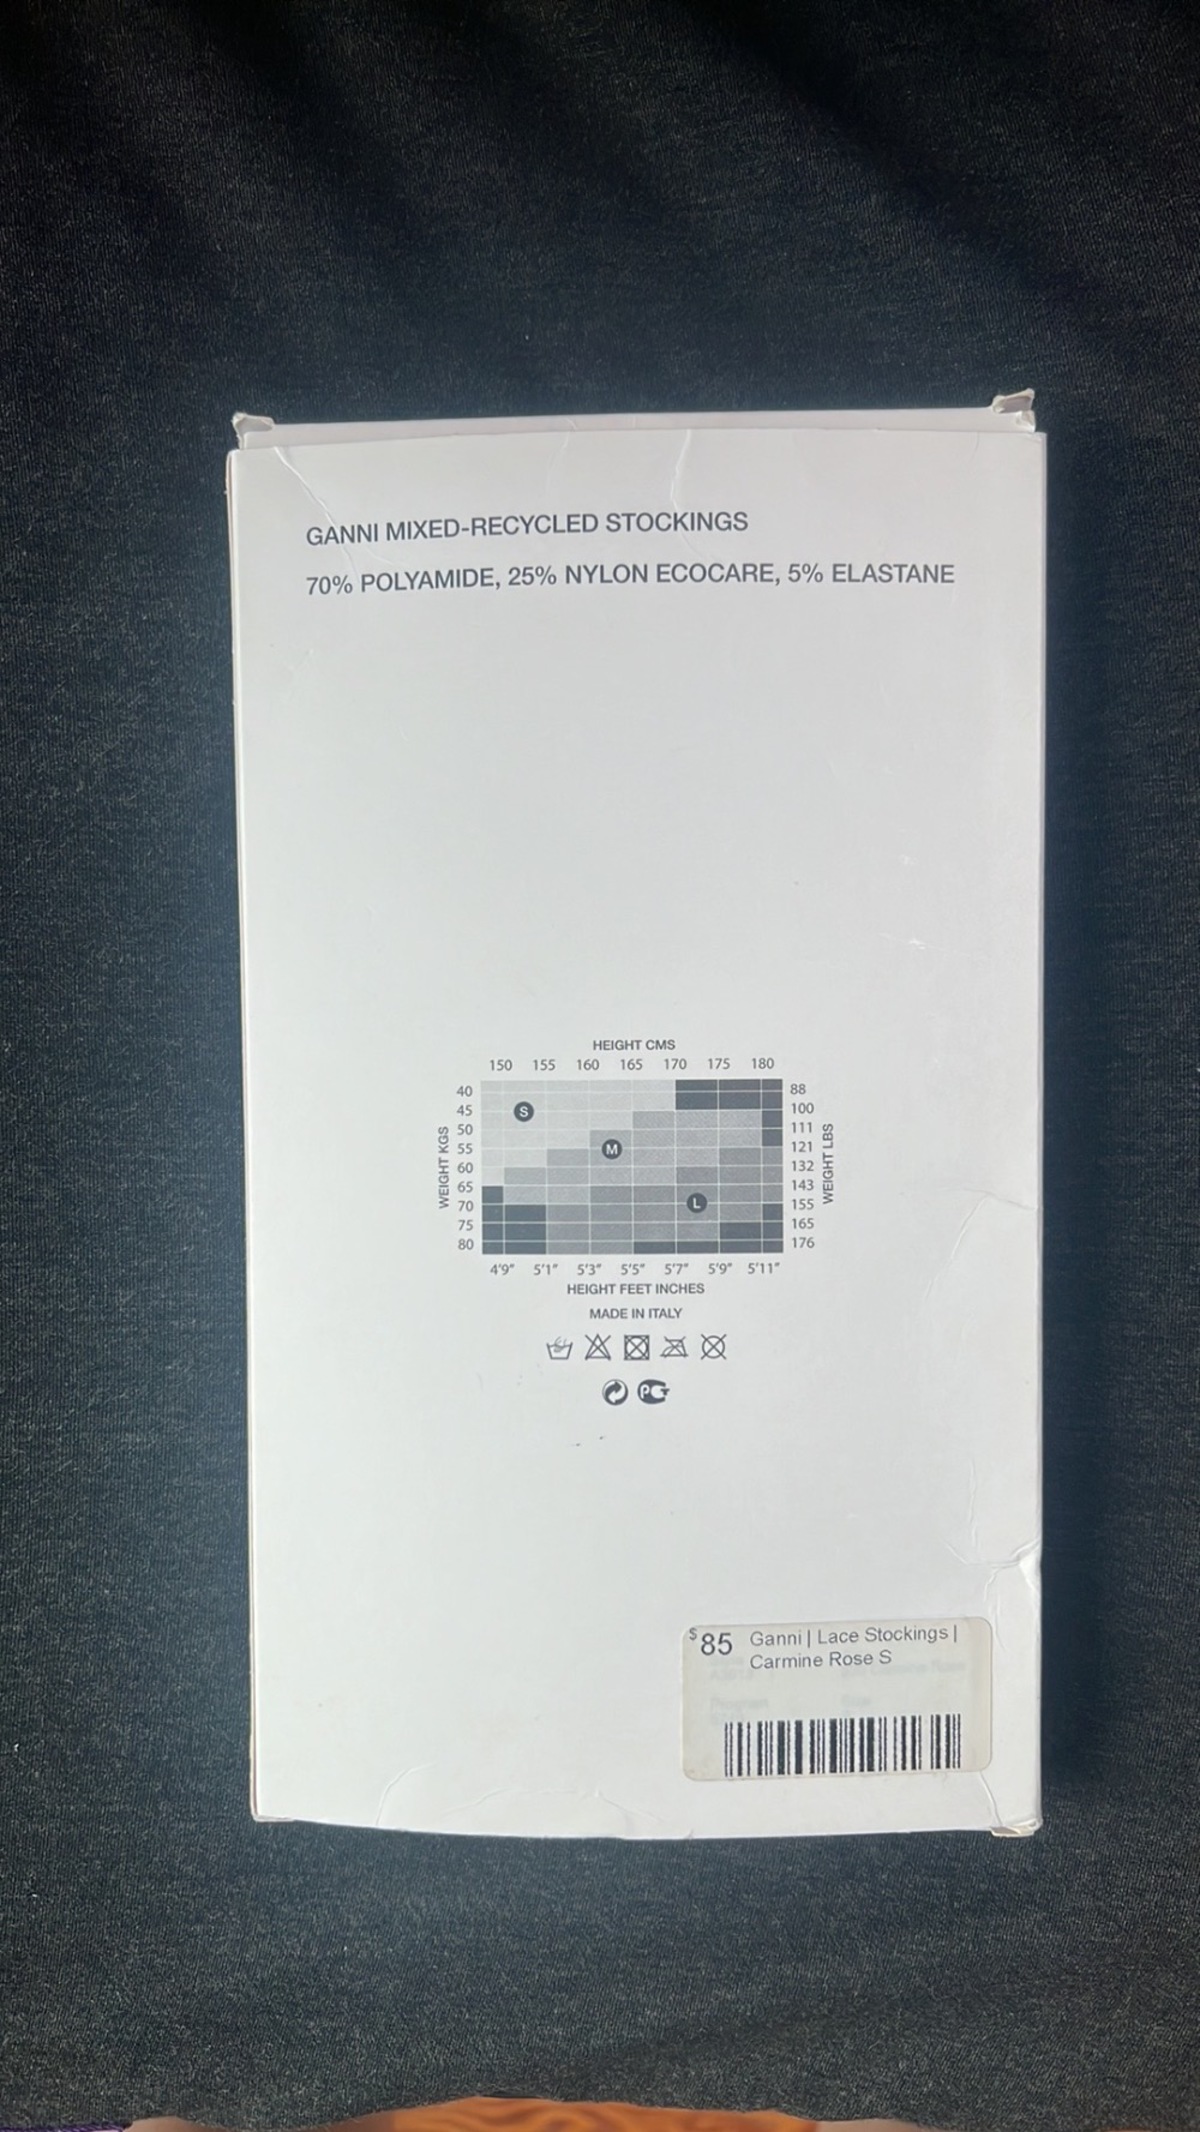 GANNI MIXED-RECYCLED STOCKINGS
70% POLYAMIDE, 25% NYLON ECOCARE, 5% ELASTANE
HEIGHT CMS
150 155 160 165 170 175 180
WEIGHT KGS
40 88
45 S 100
50 111
55 M 121
60 132
65 143
70 L 155
75 165
80 176
WEIGHT LBS
4'9" 5'1" 5'3" 5'5" 5'7" 5'9" 5'11"
HEIGHT FEET INCHES
MADE IN ITALY
$85 Ganni | Lace Stockings |
Carmine Rose S